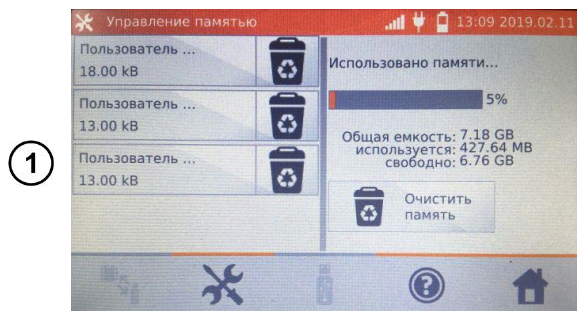 Управление памятью
13:09 2019.02.11
Пользователь ...
18.00 kB
Пользователь ...
13.00 kB
Пользователь ...
13.00 kB
Использовано памяти...
5%
Общая емкость: 7.18 GB
используется: 427.64 MB
свободно: 6.76 GB
Очистить
память
1